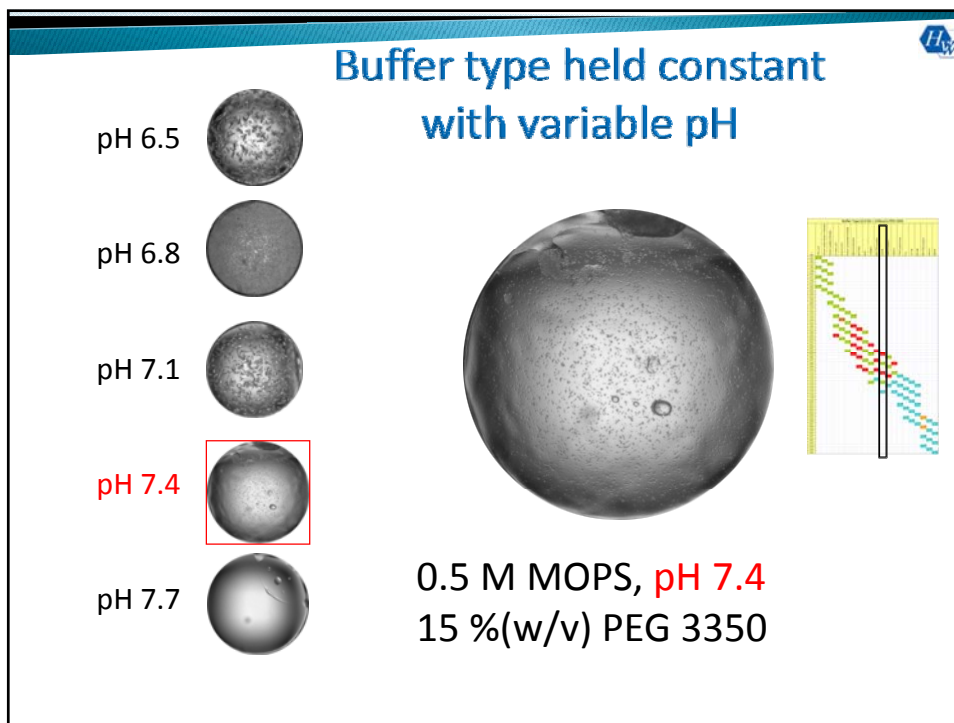 Buffer type held constant
with variable pH
HW
pH 6.5
pH 6.8
pH 7.1
pH 7.4
pH 7.7
0.5 M MOPS, pH 7.4
15 %(w/v) PEG 3350